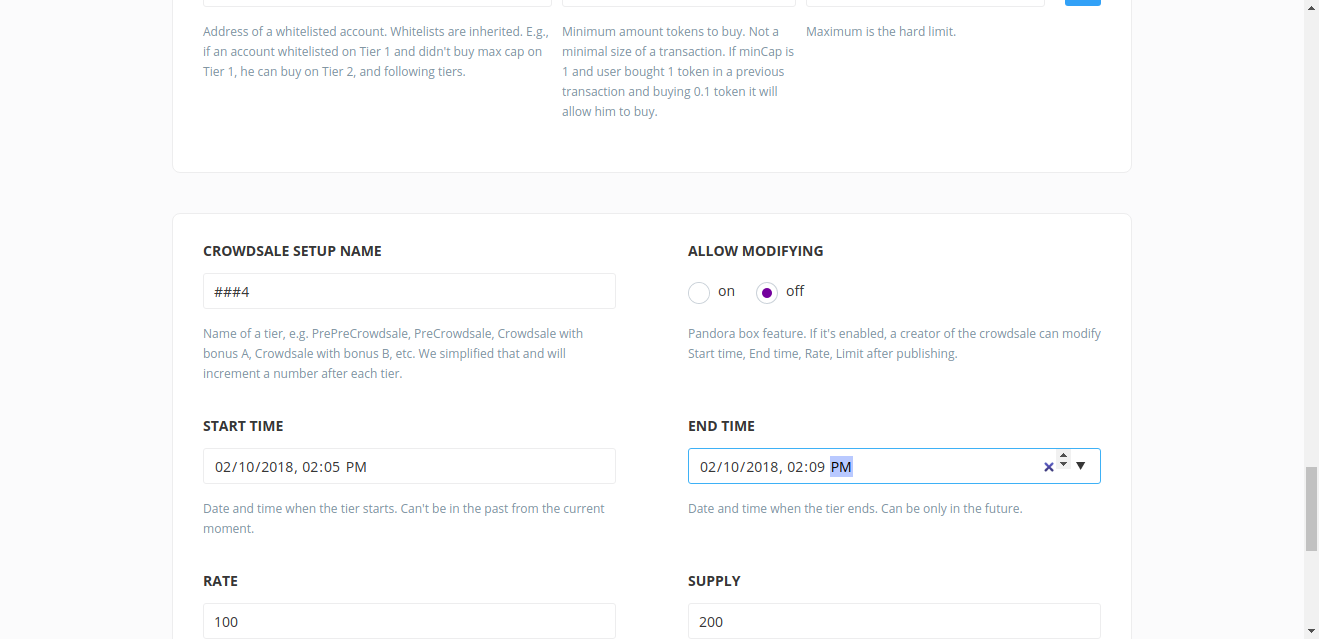 Address of a whitelisted account. Whitelists are inherited. E.g.,
if an account whitelisted on Tier 1 and didn't buy max cap on
Tier 1, he can buy on Tier 2, and following tiers.
Minimum amount tokens to buy. Not a
minimal size of a transaction. If minCap is
1 and user bought 1 token in a previous
transaction and buying 0.1 token it will
allow him to buy.
Maximum is the hard limit.
CROWDSALE SETUP NAME
###4
Name of a tier, e.g. PrePreCrowdsale, PreCrowdsale, Crowdsale with
bonus A, Crowdsale with bonus B, etc. We simplified that and will
increment a number after each tier.
ALLOW MODIFYING
on off
Pandora box feature. If it's enabled, a creator of the crowdsale can modify
Start time, End time, Rate, Limit after publishing.
START TIME
02/10/2018, 02:05 PM
Date and time when the tier starts. Can't be in the past from the current
moment.
END TIME
02/10/2018, 02:09 PM
Date and time when the tier ends. Can be only in the future.
RATE
100
SUPPLY
200